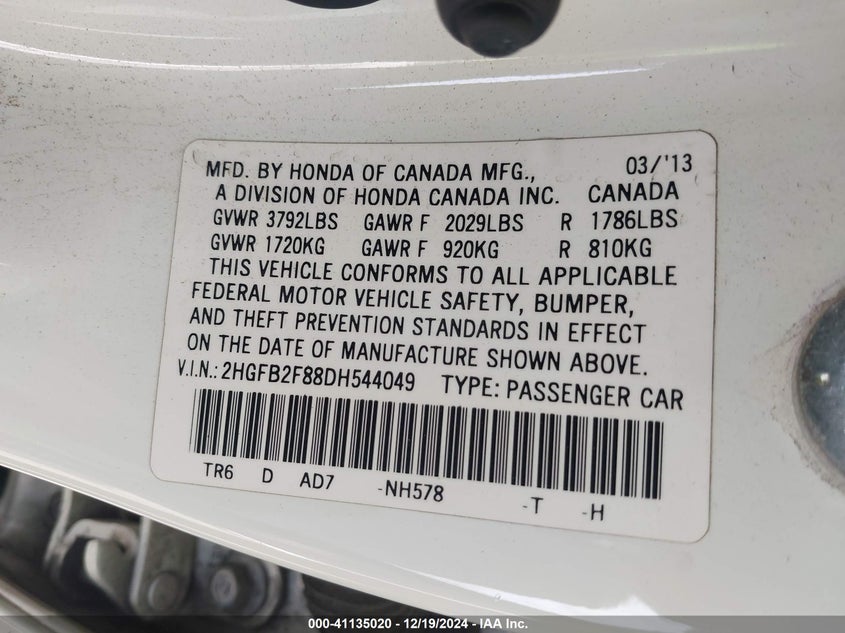 MFD. BY HONDA OF CANADA MFG., 03/'13
A DIVISION OF HONDA CANADA INC. CANADA
GVWR 3792LBS GAWR F 2029LBS R 1786LBS
GVWR 1720KG GAWR F 920KG R 810KG
THIS VEHICLE CONFORMS TO ALL APPLICABLE
FEDERAL MOTOR VEHICLE SAFETY, BUMPER,
AND THEFT PREVENTION STANDARDS IN EFFECT
ON THE DATE OF MANUFACTURE SHOWN ABOVE.
V.I.N.: 2HGFB2F88DH544049 TYPE: PASSENGER CAR
TR6 D AD7 -NH578 -T -H
000-41135020 - 12/19/2024 - IAA Inc.